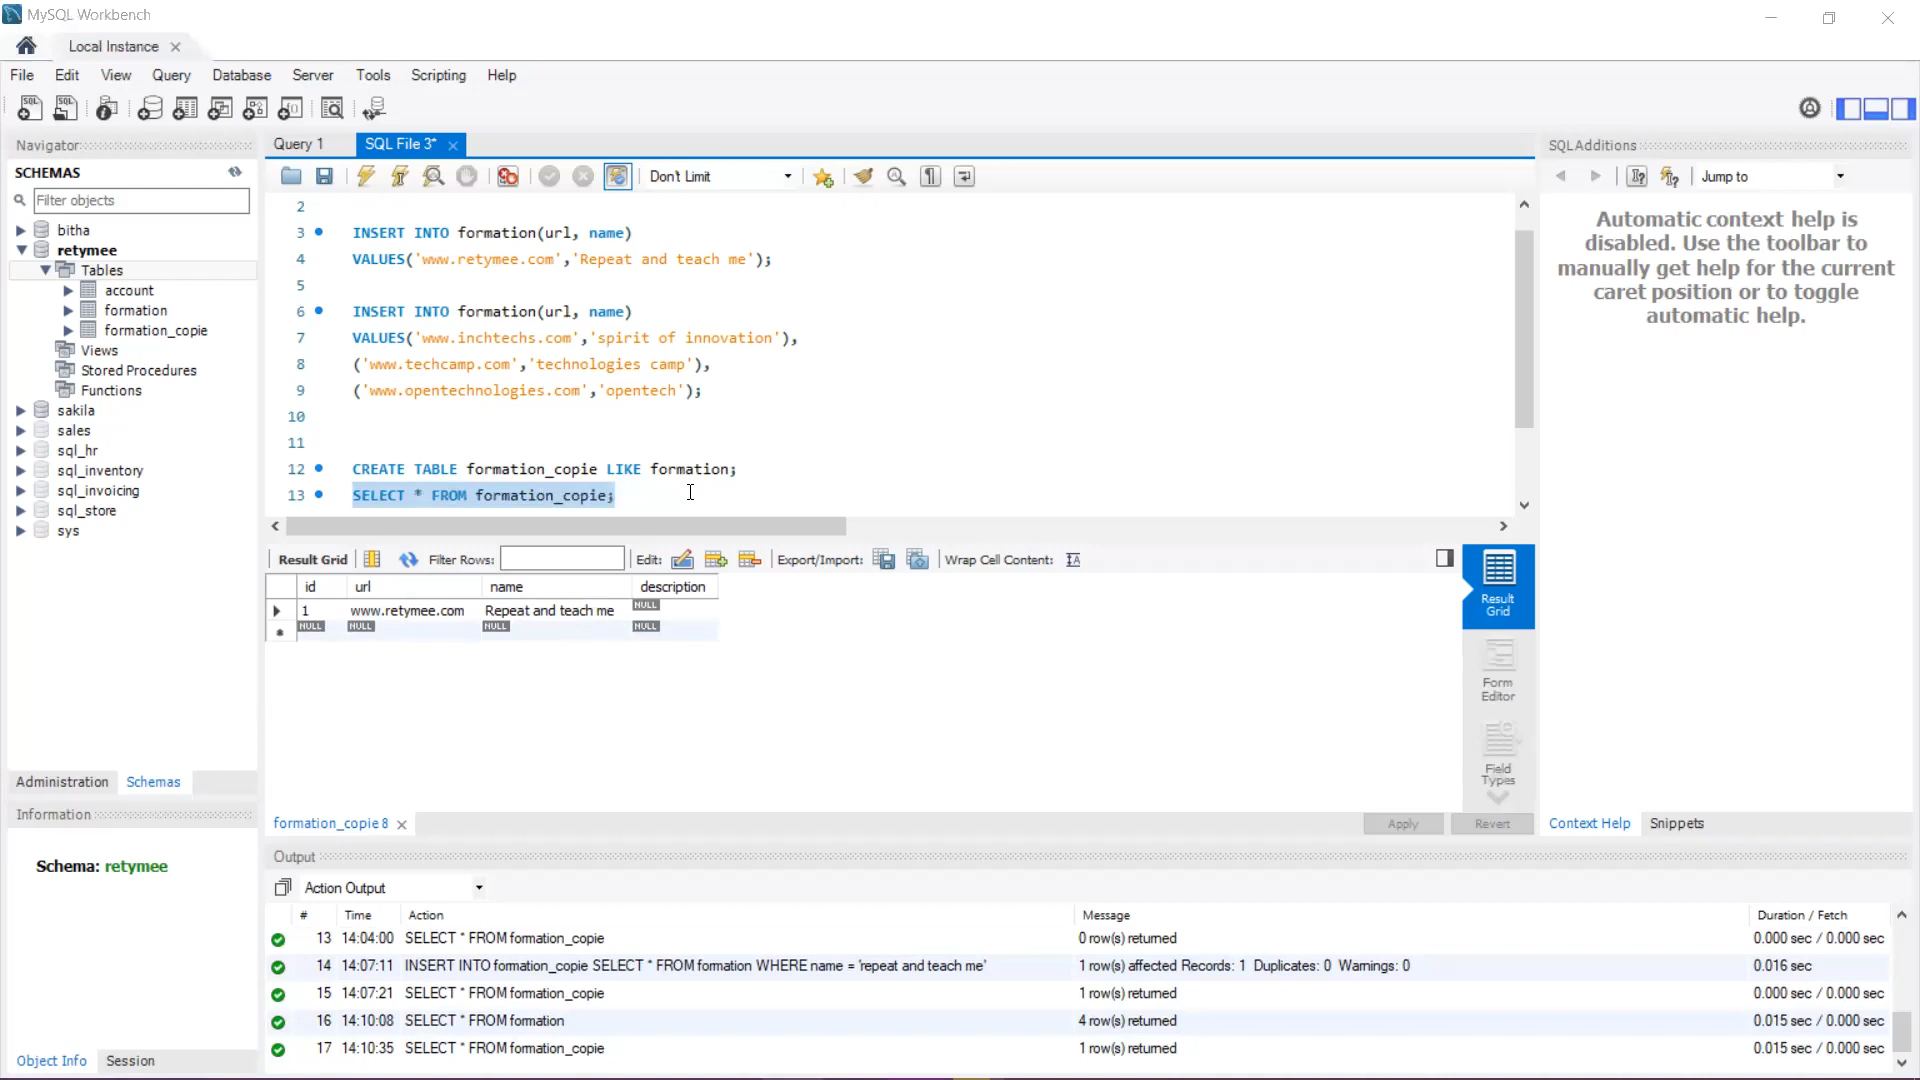 MySQL Workbench
Local Instance
File Edit View Query Database Server Tools Scripting Help
Navigator
SCHEMAS
Filter objects
bitha
retymee
Tables
account
formation
formation_copie
Views
Stored Procedures
Functions
sakila
sales
sql_hr
sql_inventory
sql_invoicing
sql_store
sys
Administration Schemas
Information
Schema: retymee
Object Info Session
Query 1 SQL File 3*
Don't Limit
2
3 INSERT INTO formation(url, name)
4 VALUES('www.retymee.com','Repeat and teach me');
5
6 INSERT INTO formation(url, name)
7 VALUES('www.inchtechs.com','spirit of innovation'),
8 ('www.techcamp.com','technologies camp'),
9 ('www.opentechnologies.com','opentech');
10
11
12 CREATE TABLE formation_copie LIKE formation;
13 SELECT * FROM formation_copie;
Result Grid Filter Rows: Edit: Export/Import: Wrap Cell Content:
id url name description
1 www.retymee.com Repeat and teach me NULL
NULL NULL NULL NULL
Result
Grid
Form
Editor
Field
Types
formation_copie 8
Apply Revert
SQLAdditions
Jump to
Automatic context help is
disabled. Use the toolbar to
manually get help for the current
caret position or to toggle
automatic help.
Context Help Snippets
Output
Action Output
# Time Action Message Duration / Fetch
13 14:04:00 SELECT * FROM formation_copie 0 row(s) returned 0.000 sec / 0.000 sec
14 14:07:11 INSERT INTO formation_copie SELECT * FROM formation WHERE name = 'repeat and teach me' 1 row(s) affected Records: 1 Duplicates: 0 Warnings: 0 0.016 sec
15 14:07:21 SELECT * FROM formation_copie 1 row(s) returned 0.000 sec / 0.000 sec
16 14:10:08 SELECT * FROM formation 4 row(s) returned 0.015 sec / 0.000 sec
17 14:10:35 SELECT * FROM formation_copie 1 row(s) returned 0.015 sec / 0.000 sec